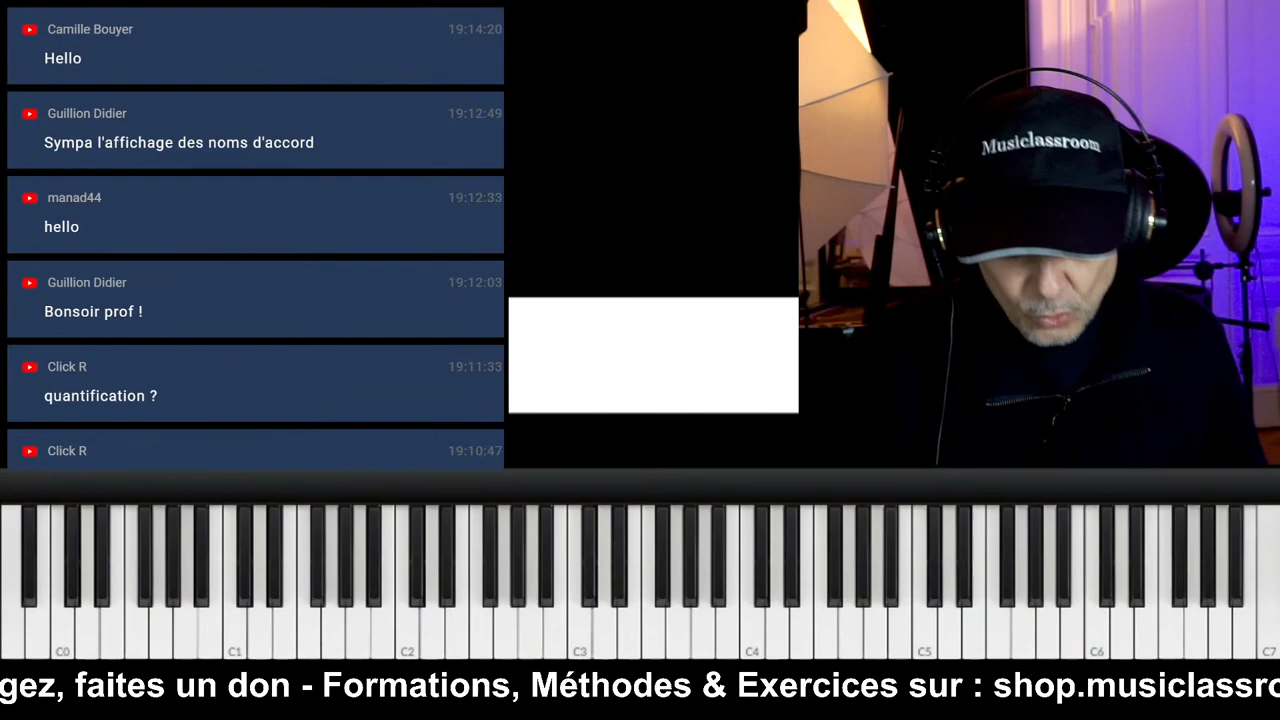 Camille Bouyer 19:14:20
Hello
Guillion Didier 19:12:49
Sympa l'affichage des noms d'accord
manad44 19:12:33
hello
Guillion Didier 19:12:03
Bonsoir prof !
Click R 19:11:33
quantification ?
Click R 19:10:47
Musiclassroom
C0 C1 C2 C3 C4 C5 C6 C7
gez, faites un don - Formations, Méthodes & Exercices sur : shop.musiclassro